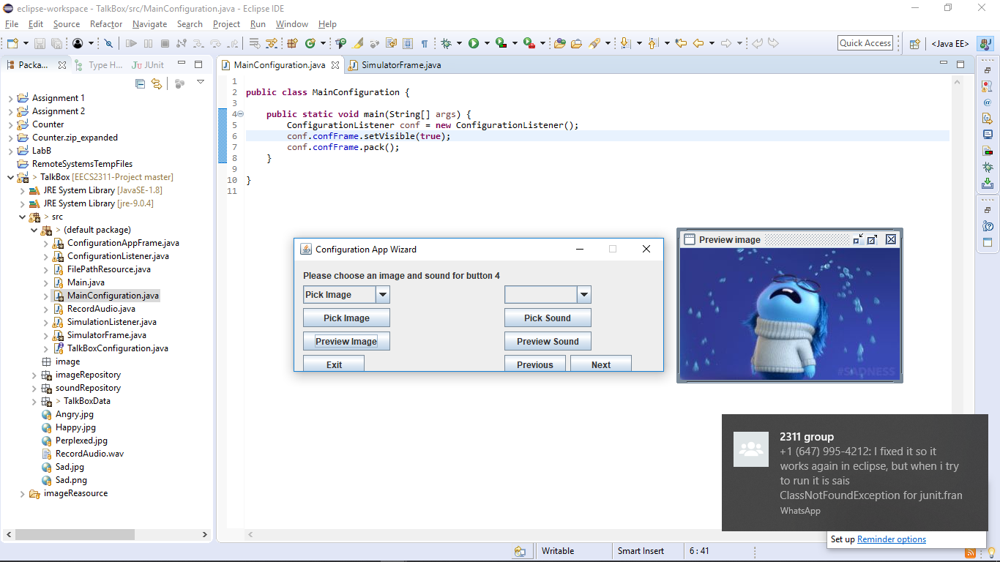 eclipse-workspace - TalkBox/src/MainConfiguration.java - Eclipse IDE
File Edit Source Refactor Navigate Search Project Run Window Help
Quick Access
<Java EE>
Packa...
Type H...
JUnit
MainConfiguration.java
SimulatorFrame.java
Assignment 1
Assignment 2
Counter
Counter.zip_expanded
LabB
RemoteSystemsTempFiles
> TalkBox [EECS2311-Project master]
JRE System Library [JavaSE-1.8]
JRE System Library [jre-9.0.4]
> src
> (default package)
ConfigurationAppFrame.java
ConfigurationListener.java
FilePathResource.java
Main.java
MainConfiguration.java
RecordAudio.java
SimulationListener.java
SimulatorFrame.java
TalkBoxConfiguration.java
image
imageRepository
soundRepository
> TalkBoxData
Angry.jpg
Happy.jpg
Perplexed.jpg
RecordAudio.wav
Sad.jpg
Sad.png
imageReasource
1
2 public class MainConfiguration {
3
4 public static void main(String[] args) {
5 ConfigurationListener conf = new ConfigurationListener();
6 conf.confFrame.setVisible(true);
7 conf.confFrame.pack();
8 }
9
10 }
11
Configuration App Wizard
Please choose an image and sound for button 4
Pick Image
Pick Image
Pick Sound
Preview Image
Preview Sound
Exit
Previous
Next
Preview image
#SADNESS
2311 group
+1 (647) 995-4212: I fixed it so it
works again in eclipse, but when i try
to run it is sais
ClassNotFoundException for junit.fran
WhatsApp
Set up Reminder options
Writable
Smart Insert
6 : 41